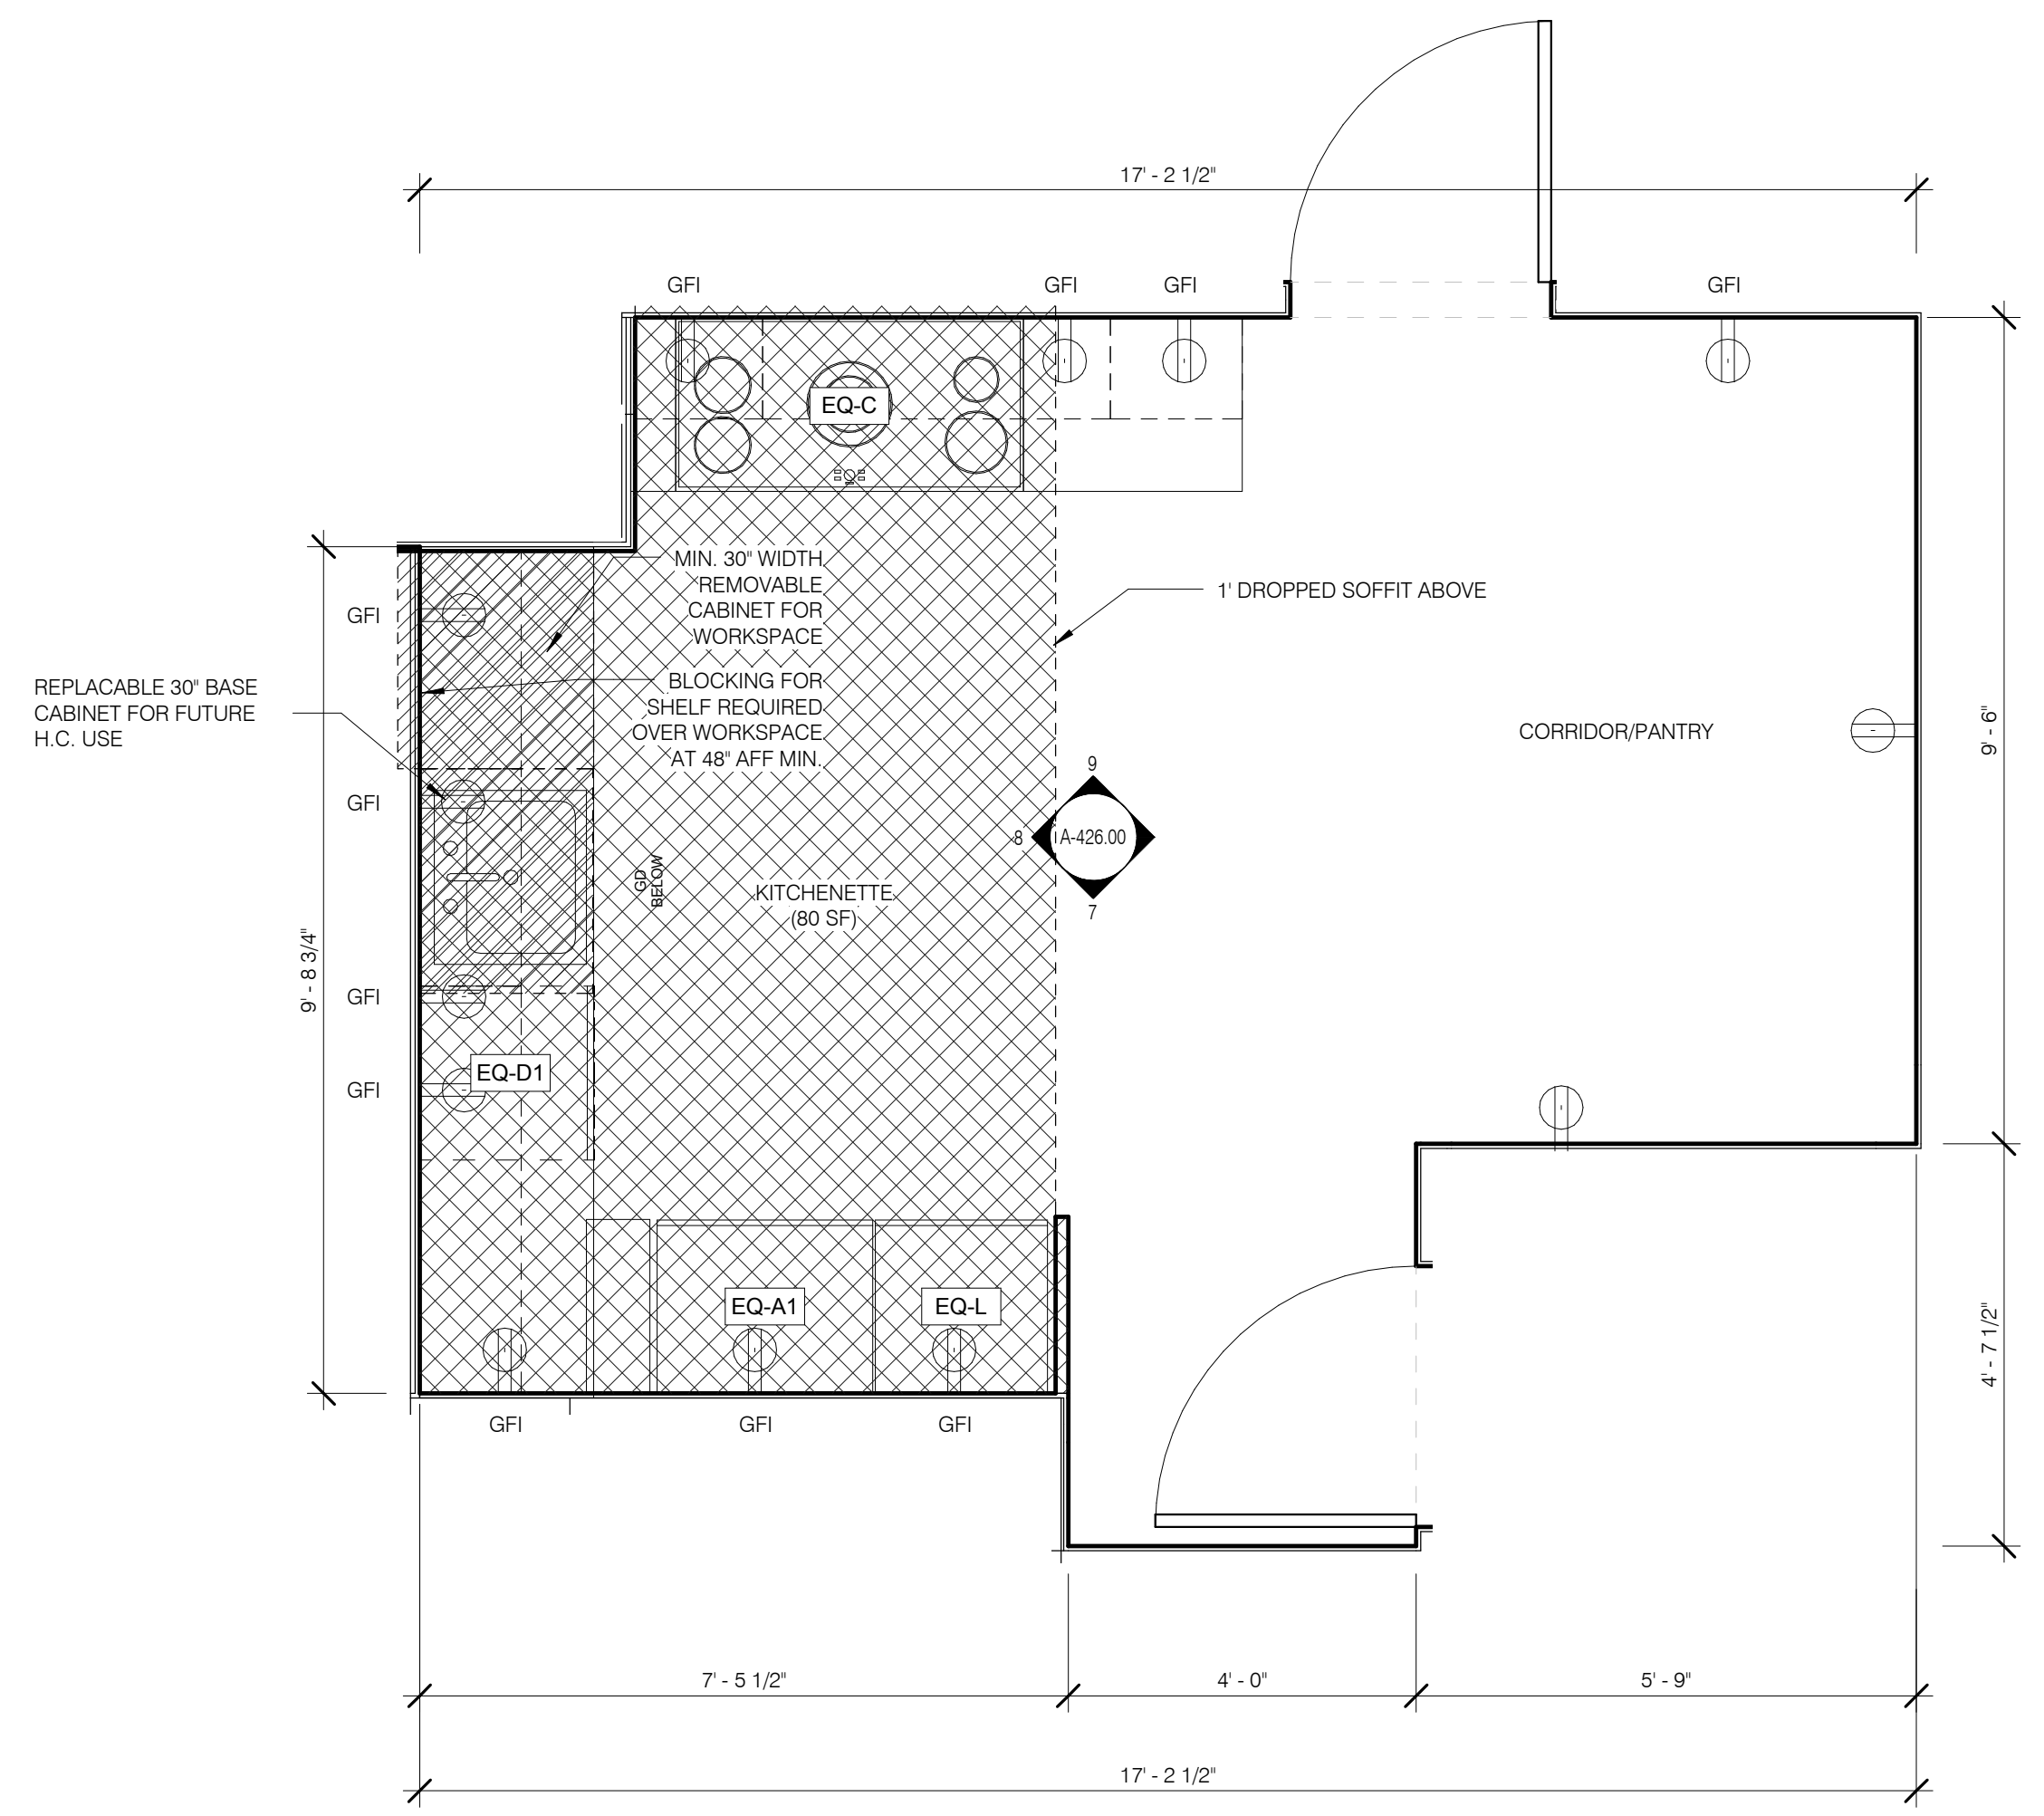 17' - 2 1/2"
GFI
GFI
GFI
GFI
EQ-C
MIN. 30" WIDTH
REMOVABLE
CABINET FOR
WORKSPACE
1' DROPPED SOFFIT ABOVE
GFI
BLOCKING FOR
SHELF REQUIRED
OVER WORKSPACE
AT 48" AFF MIN.
REPLACABLE 30" BASE
CABINET FOR FUTURE
H.C. USE
CORRIDOR/PANTRY
9' - 6"
GFI
9
8
A-426.00
7
GD
BELOW
KITCHENETTE
(80 SF)
9' - 8 3/4"
GFI
EQ-D1
GFI
EQ-A1
EQ-L
4' - 7 1/2"
GFI
GFI
GFI
7' - 5 1/2"
4' - 0"
5' - 9"
17' - 2 1/2"